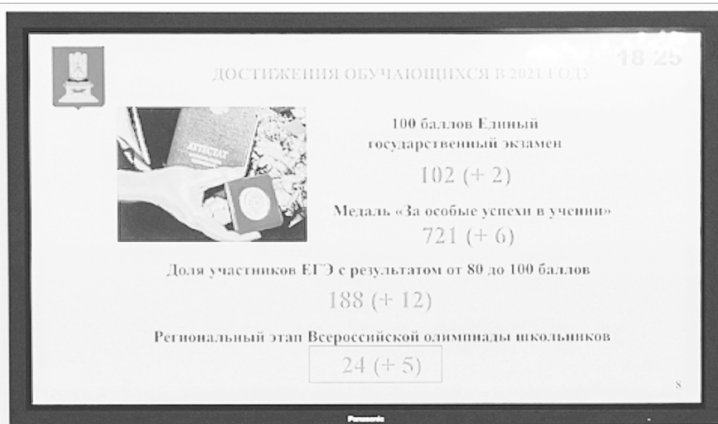 18:25
ДОСТИЖЕНИЯ ОБУЧАЮЩИХСЯ В 2021 ГОДУ
АТТЕСТАТ
100 баллов Единый
государственный экзамен
102 (+ 2)
Медаль «За особые успехи в учении»
721 (+ 6)
Доля участников ЕГЭ с результатом от 80 до 100 баллов
188 (+ 12)
Региональный этап Всероссийской олимпиады школьников
24 (+ 5)
8
Panasonic